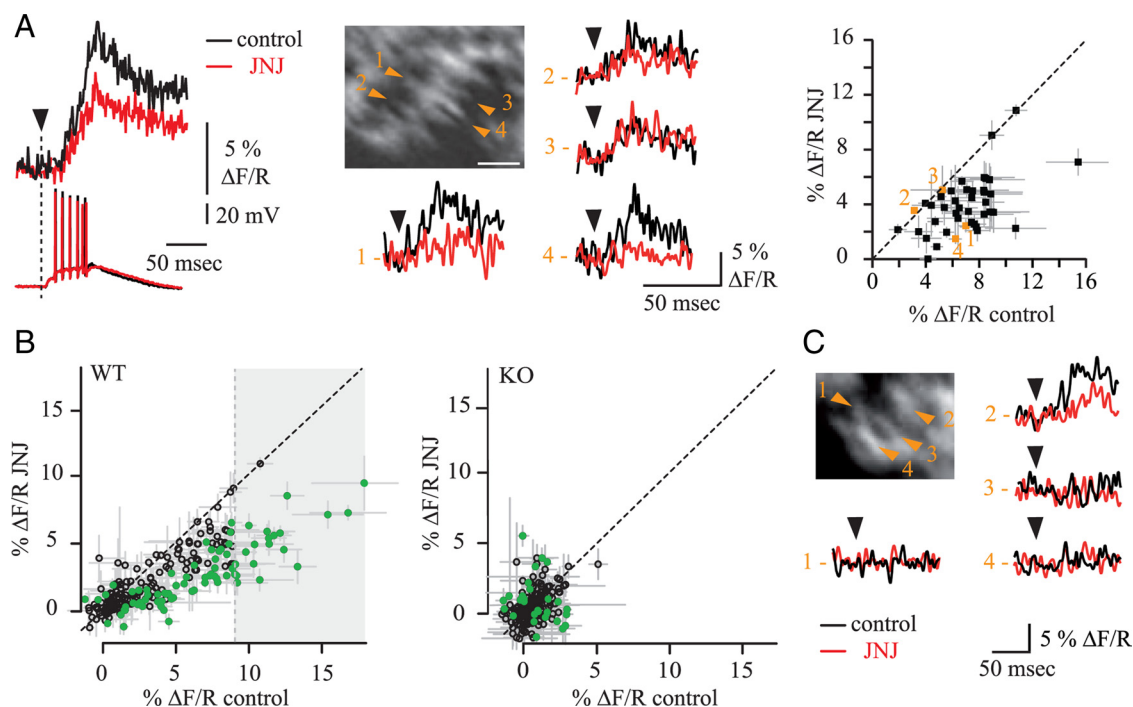 A
control
JNJ
5 %
ΔF/R
20 mV
50 msec
1
2
3
4
2 -
3 -
1 -
4 -
5 %
ΔF/R
50 msec
% ΔF/R JNJ
16
12
8
4
0
0 4 8 12 16
% ΔF/R control
3
2
1
4
B
WT
% ΔF/R JNJ
15
10
5
0
0 5 10 15
% ΔF/R control
KO
% ΔF/R JNJ
15
10
5
0
0 5 10 15
% ΔF/R control
C
1
2
3
4
2 -
3 -
1 -
4 -
control
JNJ
5 % ΔF/R
50 msec